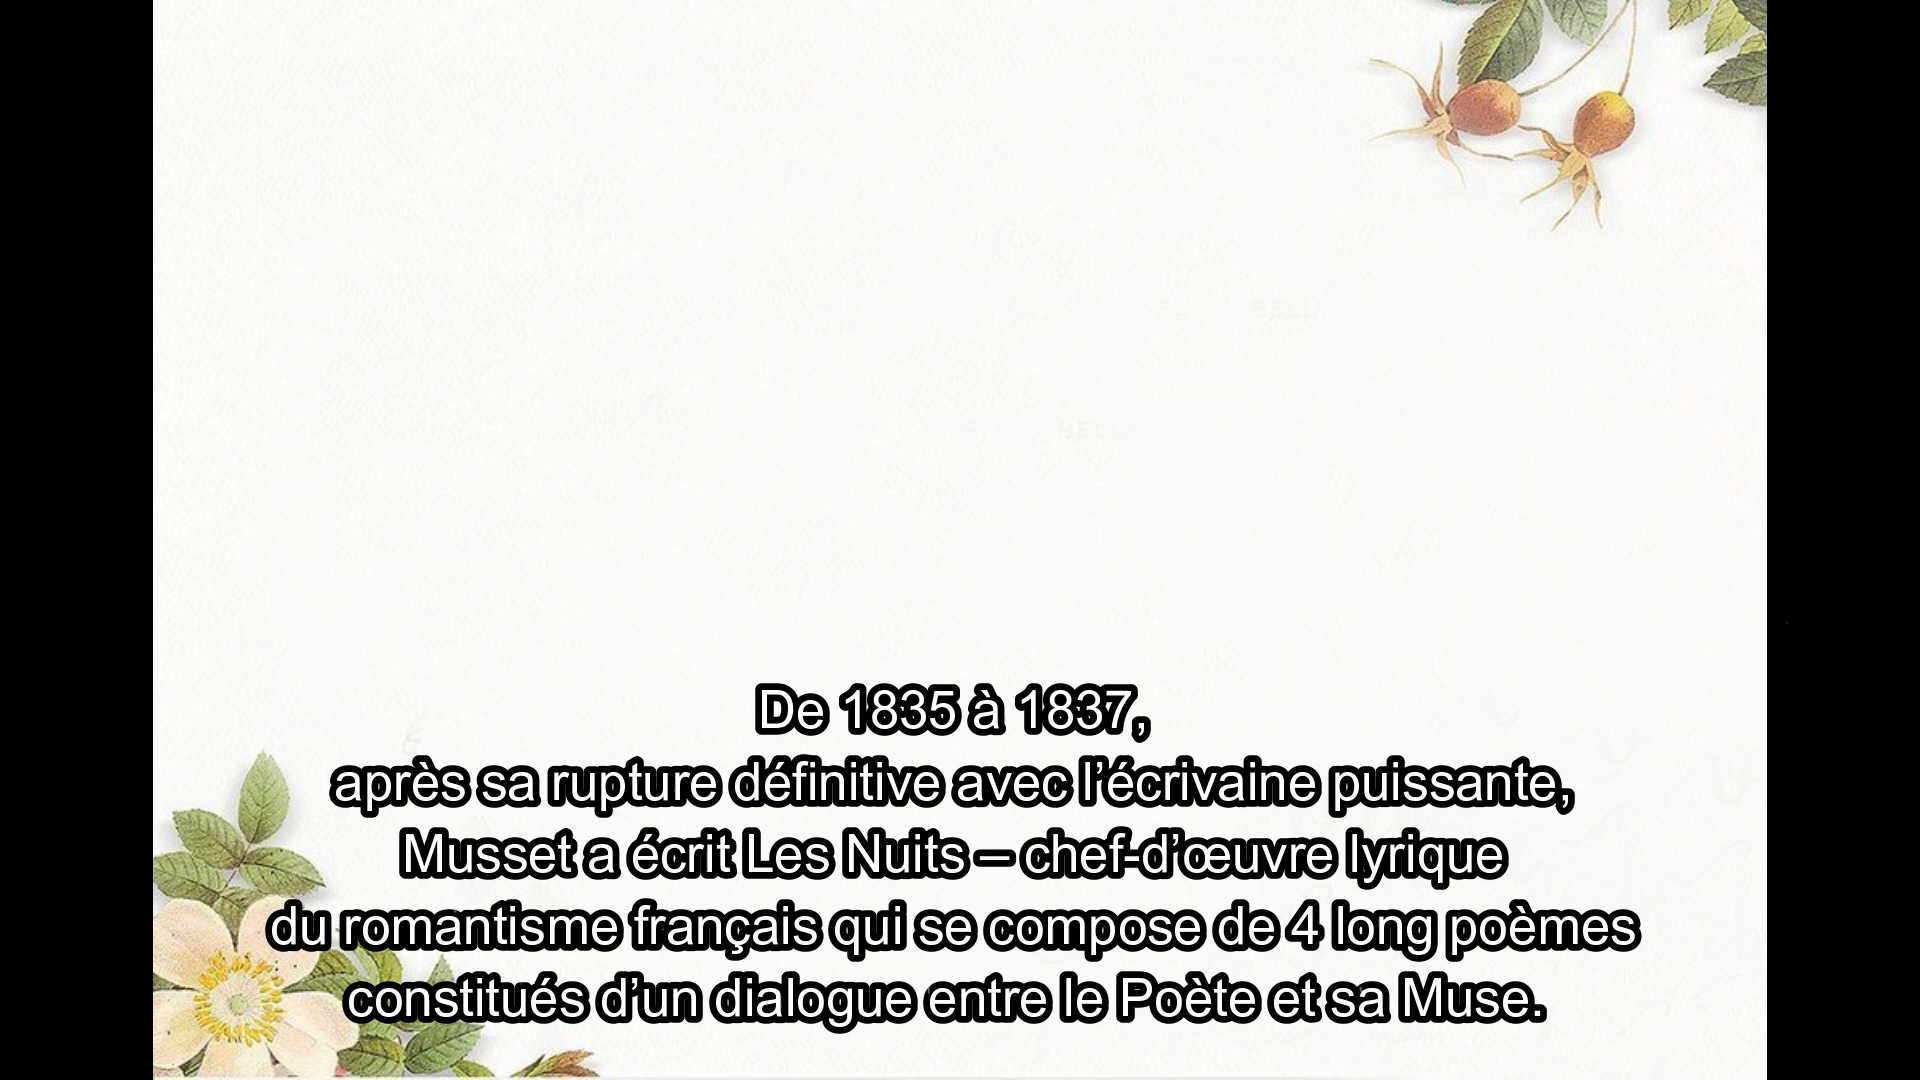 De 1835 à 1837,
après sa rupture définitive avec l’écrivaine puissante,
Musset a écrit Les Nuits – chef-d’œuvre lyrique
du romantisme français qui se compose de 4 long poèmes
constitués d’un dialogue entre le Poète et sa Muse.